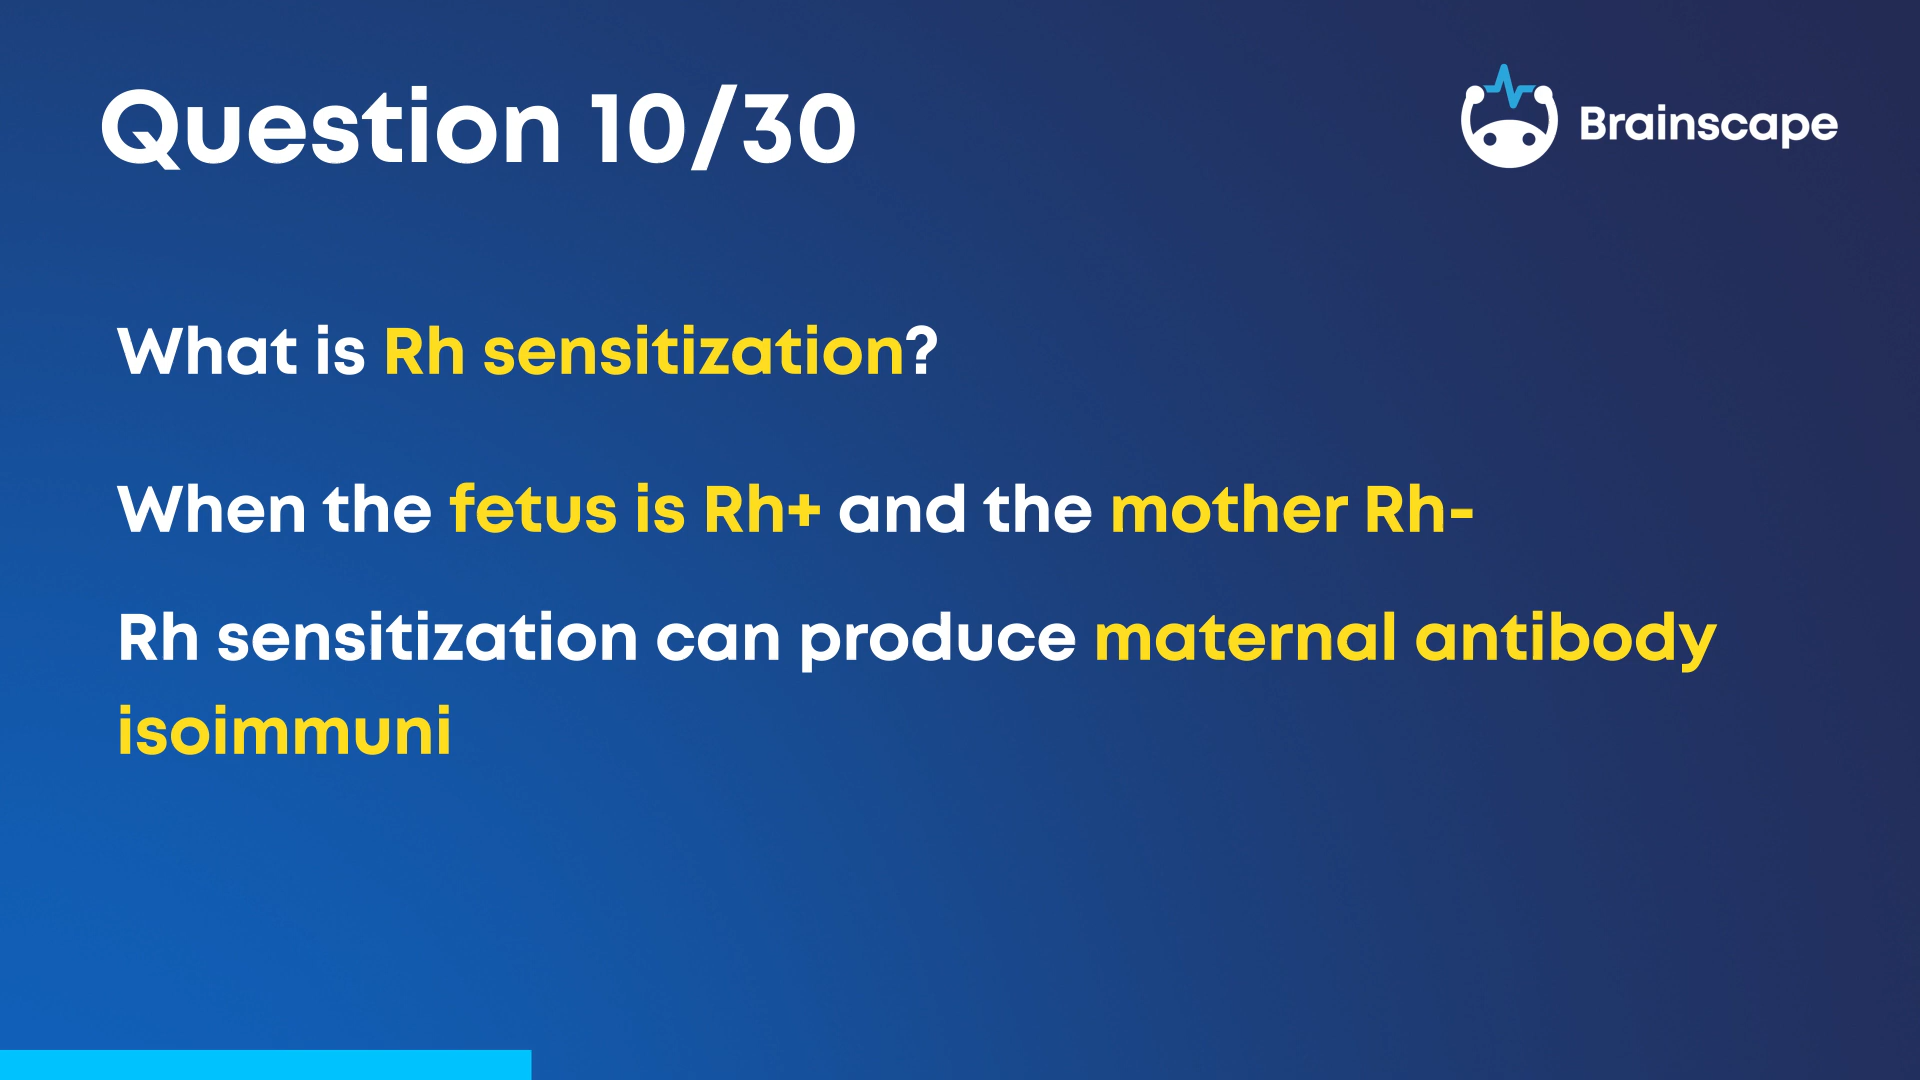 Question 10/30
Brainscape
What is Rh sensitization?
When the fetus is Rh+ and the mother Rh-
Rh sensitization can produce maternal antibody
isoimmuni